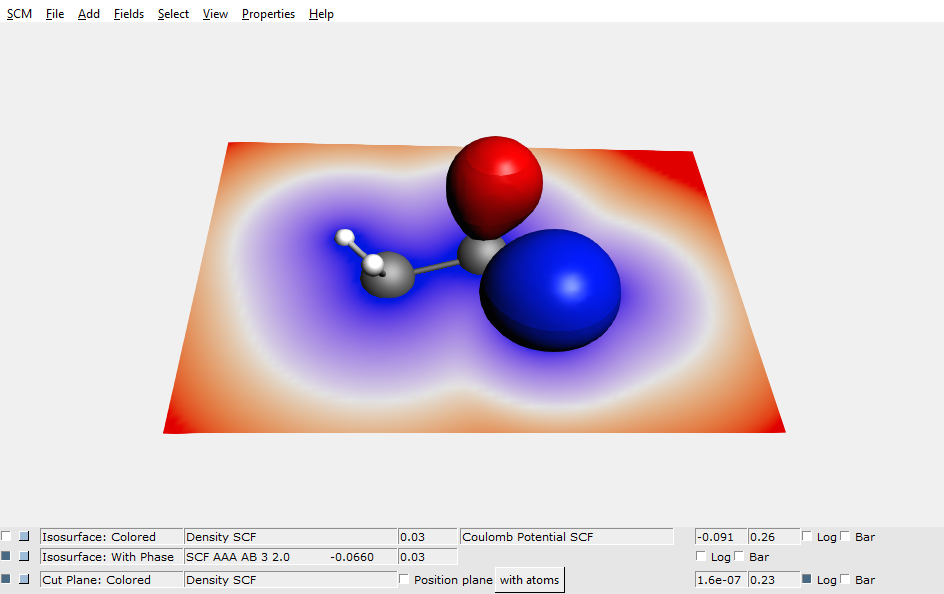 SCM File Add Fields Select View Properties Help
Isosurface: Colored Density SCF 0.03 Coulomb Potential SCF -0.091 0.26 Log Bar
Isosurface: With Phase SCF AAA AB 3 2.0 -0.0660 0.03 Log Bar
Cut Plane: Colored Density SCF Position plane with atoms 1.6e-07 0.23 Log Bar